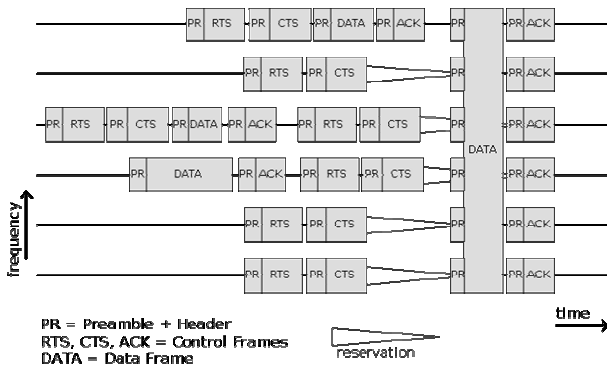 PR RTS PR CTS PR DATA PR ACK PR PR ACK
PR RTS PR CTS PR PR ACK
PR RTS PR CTS PR DATA PR ACK PR RTS PR CTS PR PR ACK
DATA
PR DATA PR ACK PR RTS PR CTS PR PR ACK
PR RTS PR CTS PR PR ACK
PR RTS PR CTS PR PR ACK
frequency
time
PR = Preamble + Header
RTS, CTS, ACK = Control Frames
DATA = Data Frame
reservation